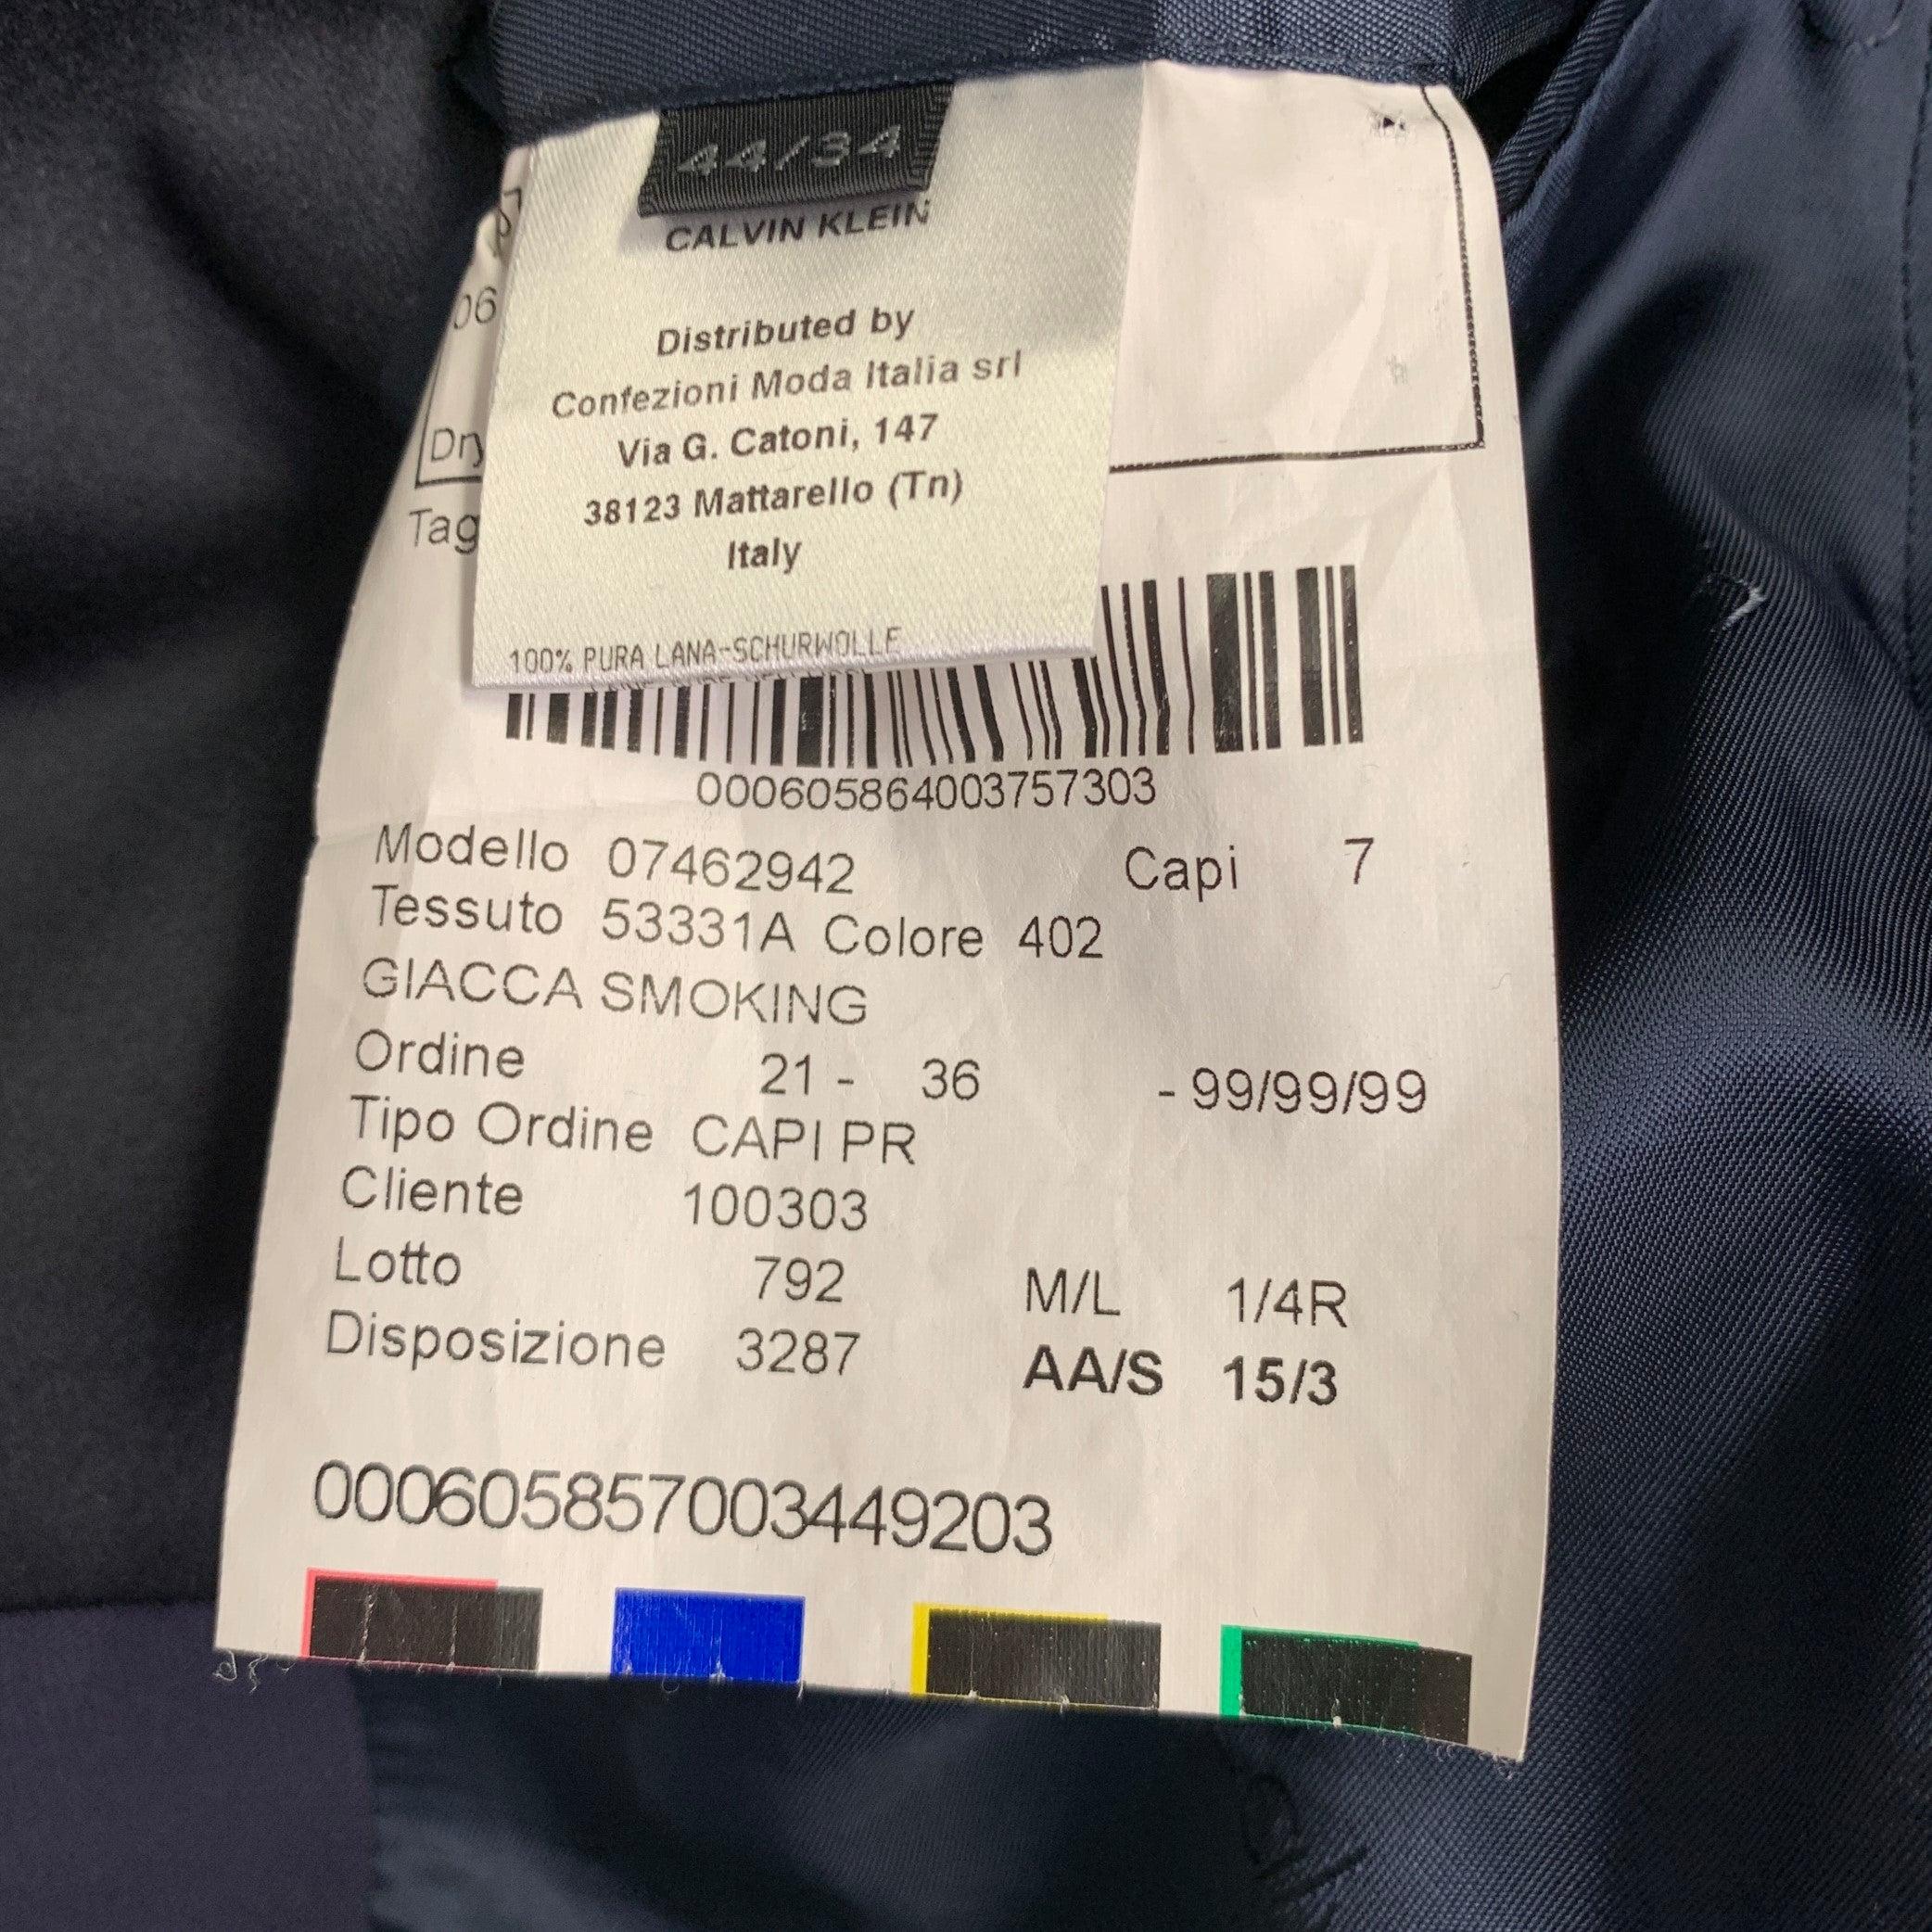 44/34
CALVIN KLEIN
Distributed by
Confezioni Moda Italia srl
Via G. Catoni, 147
38123 Mattarello (Tn)
Italy
100% PURA LANA-SCHURWOLLE
06
Dry
Tag
000605864003757303
Modello 07462942 Capi 7
Tessuto 53331A Colore 402
GIACCA SMOKING
Ordine 21 - 36 - 99/99/99
Tipo Ordine CAPI PR
Cliente 100303
Lotto 792 M/L 1/4R
Disposizione 3287 AA/S 15/3
000605857003449203